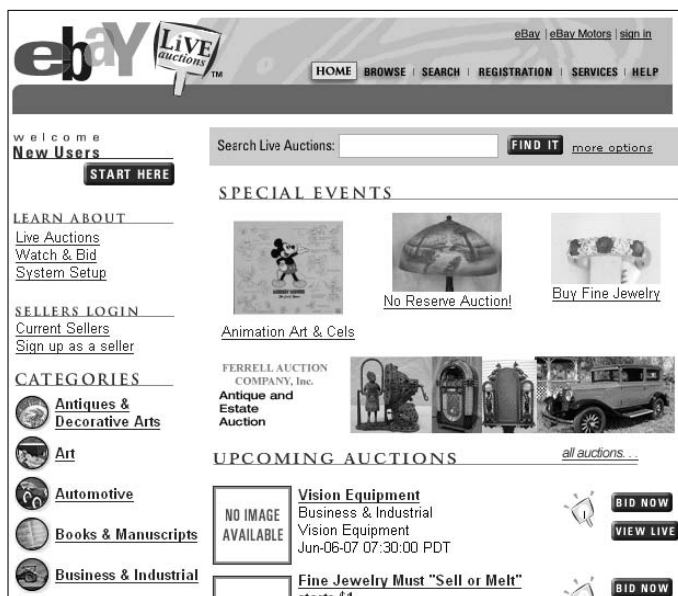 ebaY LiVE auctions TM
eBay | eBay Motors | sign in
HOME BROWSE | SEARCH | REGISTRATION | SERVICES | HELP
welcome
New Users
START HERE
LEARN ABOUT
Live Auctions
Watch & Bid
System Setup
SELLERS LOGIN
Current Sellers
Sign up as a seller
CATEGORIES
Antiques &
Decorative Arts
Art
Automotive
Books & Manuscripts
Business & Industrial
Search Live Auctions: FIND IT more options
SPECIAL EVENTS
Animation Art & Cels
No Reserve Auction!
Buy Fine Jewelry
FERRELL AUCTION
COMPANY, Inc.
Antique and
Estate
Auction
UPCOMING AUCTIONS all auctions. . .
NO IMAGE
AVAILABLE
Vision Equipment
Business & Industrial
Vision Equipment
Jun-06-07 07:30:00 PDT
BID NOW
VIEW LIVE
Fine Jewelry Must "Sell or Melt"
starts $1
BID NOW